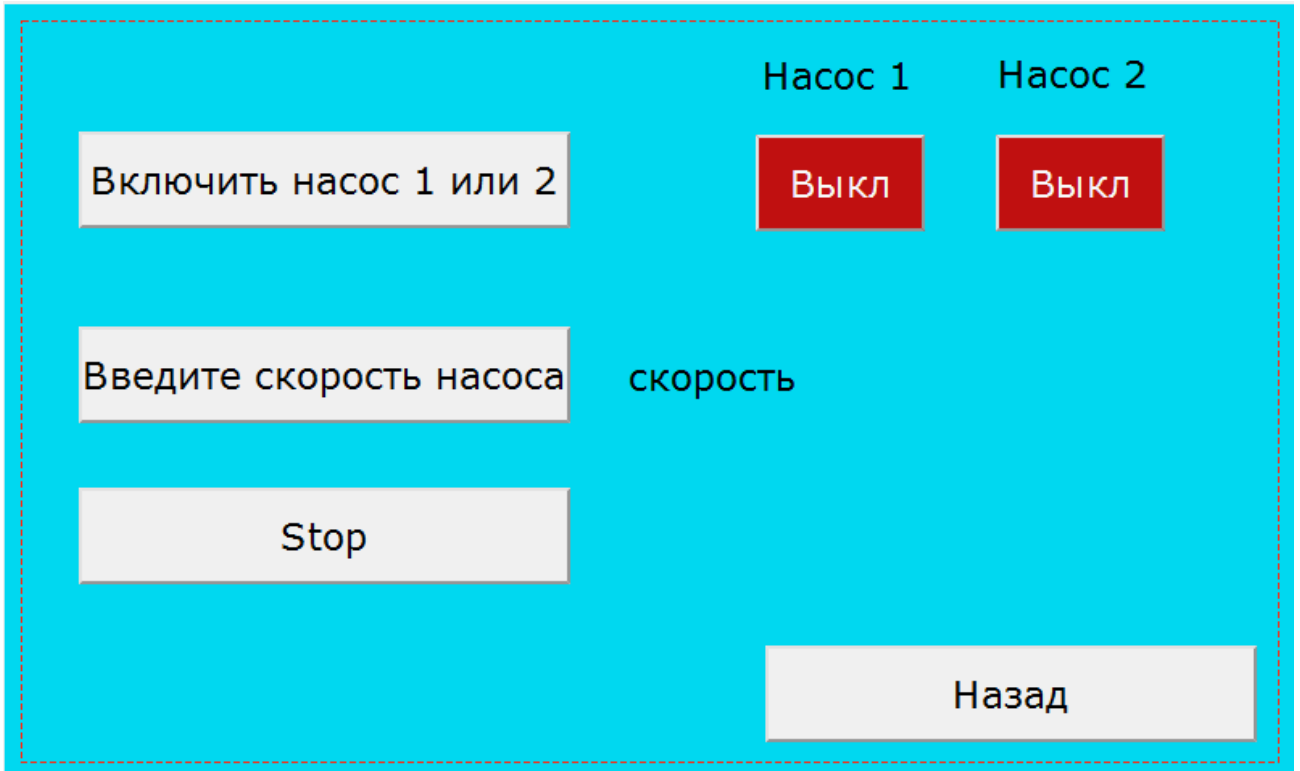 Насос 1
Насос 2
Включить насос 1 или 2
Выкл
Выкл
Введите скорость насоса
скорость
Stop
Назад